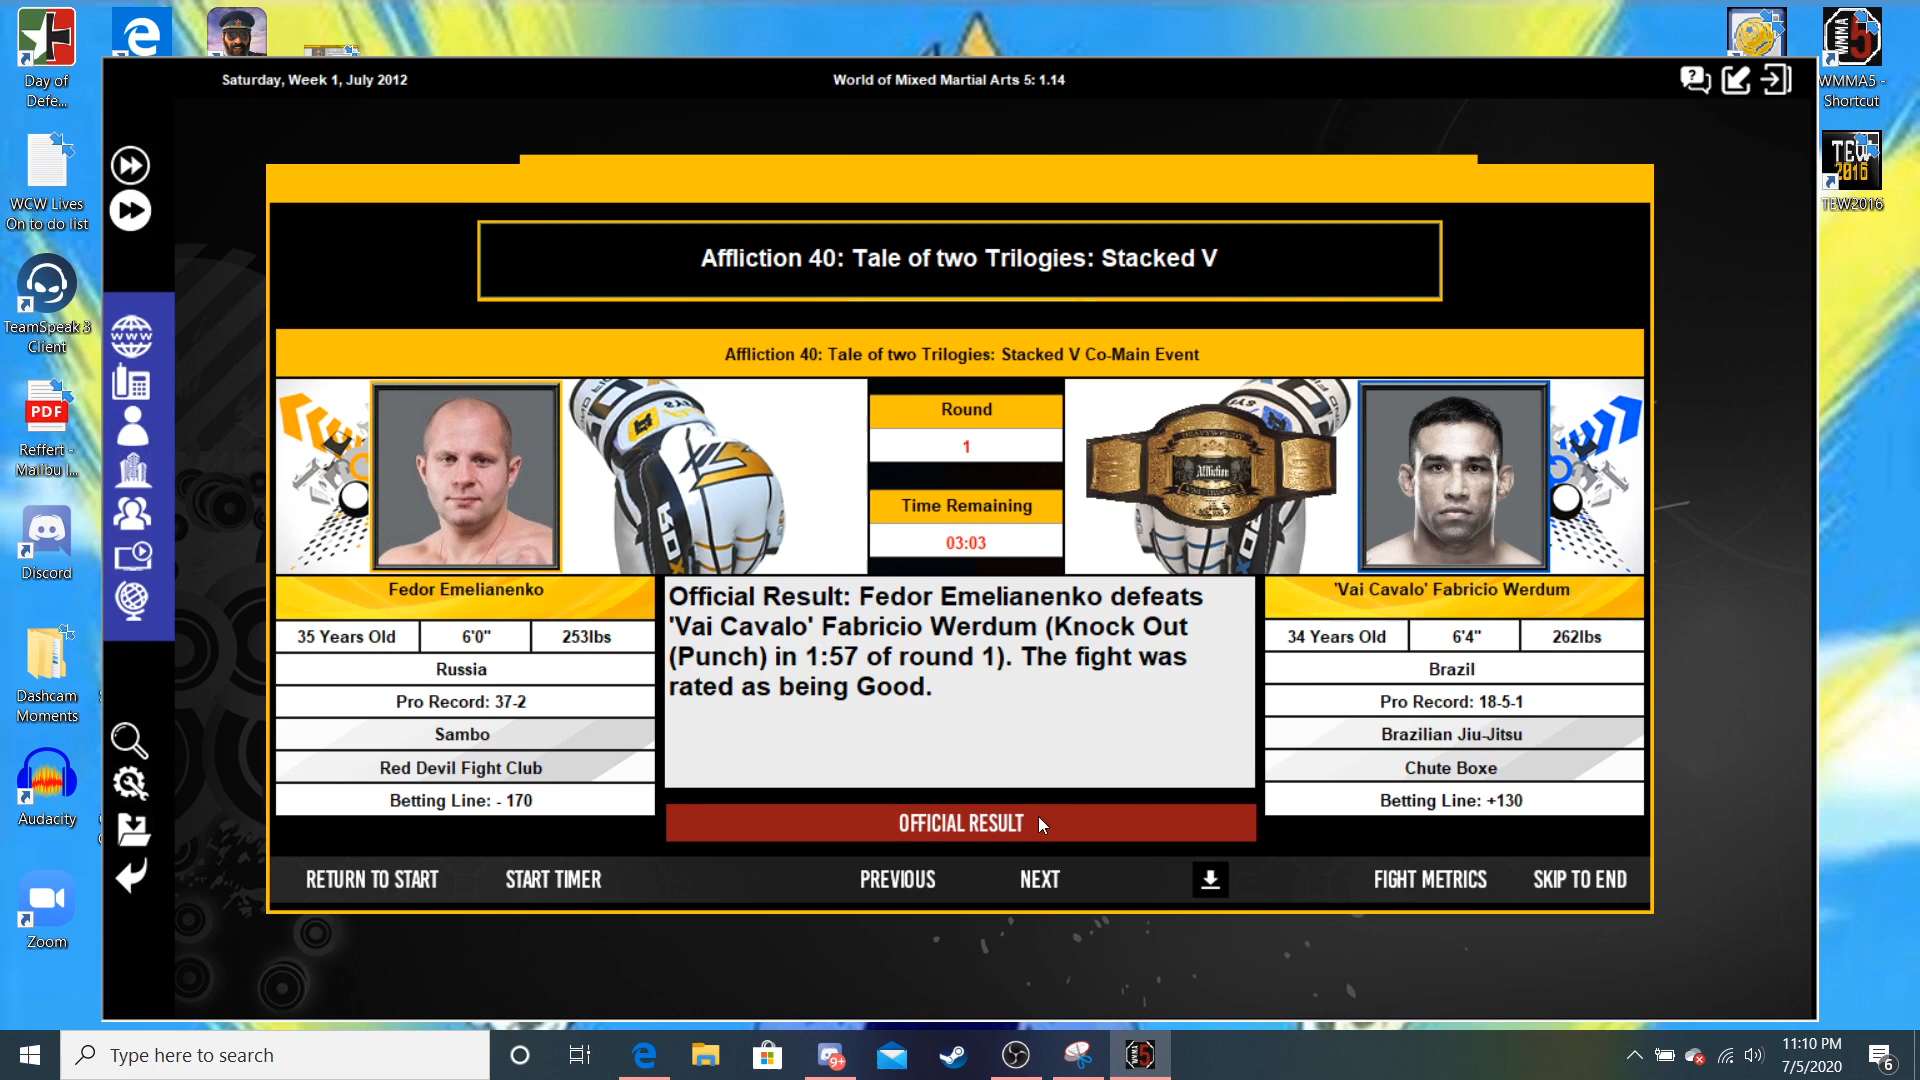 Day of
Defe...
WCW Lives
On to do list
TeamSpeak 3
Client
PDF
Reffert -
Malibu I...
Discord
Dashcam
Moments
Audacity
Zoom
WMMA
5
WMMA5 -
Shortcut
TEW
2016
TEW2016
Saturday, Week 1, July 2012
World of Mixed Martial Arts 5: 1.14
WWW
Affliction 40: Tale of two Trilogies: Stacked V
Affliction 40: Tale of two Trilogies: Stacked V Co-Main Event
Round
1
Time Remaining
03:03
Affliction
Fedor Emelianenko
35 Years Old
6'0"
253lbs
Russia
Pro Record: 37-2
Sambo
Red Devil Fight Club
Betting Line: - 170
Official Result: Fedor Emelianenko defeats
'Vai Cavalo' Fabricio Werdum (Knock Out
(Punch) in 1:57 of round 1). The fight was
rated as being Good.
OFFICIAL RESULT
'Vai Cavalo' Fabricio Werdum
34 Years Old
6'4"
262lbs
Brazil
Pro Record: 18-5-1
Brazilian Jiu-Jitsu
Chute Boxe
Betting Line: +130
RETURN TO START
START TIMER
PREVIOUS
NEXT
FIGHT METRICS
SKIP TO END
Type here to search
9+
11:10 PM
7/5/2020
6